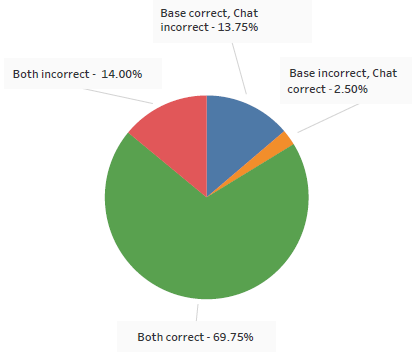 Base correct, Chat
incorrect - 13.75%
Both incorrect - 14.00%
Base incorrect, Chat
correct - 2.50%
Both correct - 69.75%